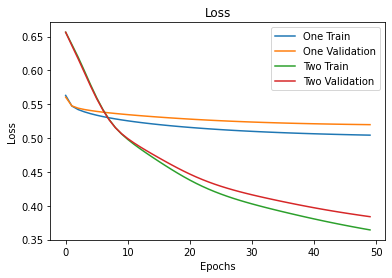 Loss
One Train
One Validation
Two Train
Two Validation
Loss
0.65
0.60
0.55
0.50
0.45
0.40
0.35
0
10
20
30
40
50
Epochs